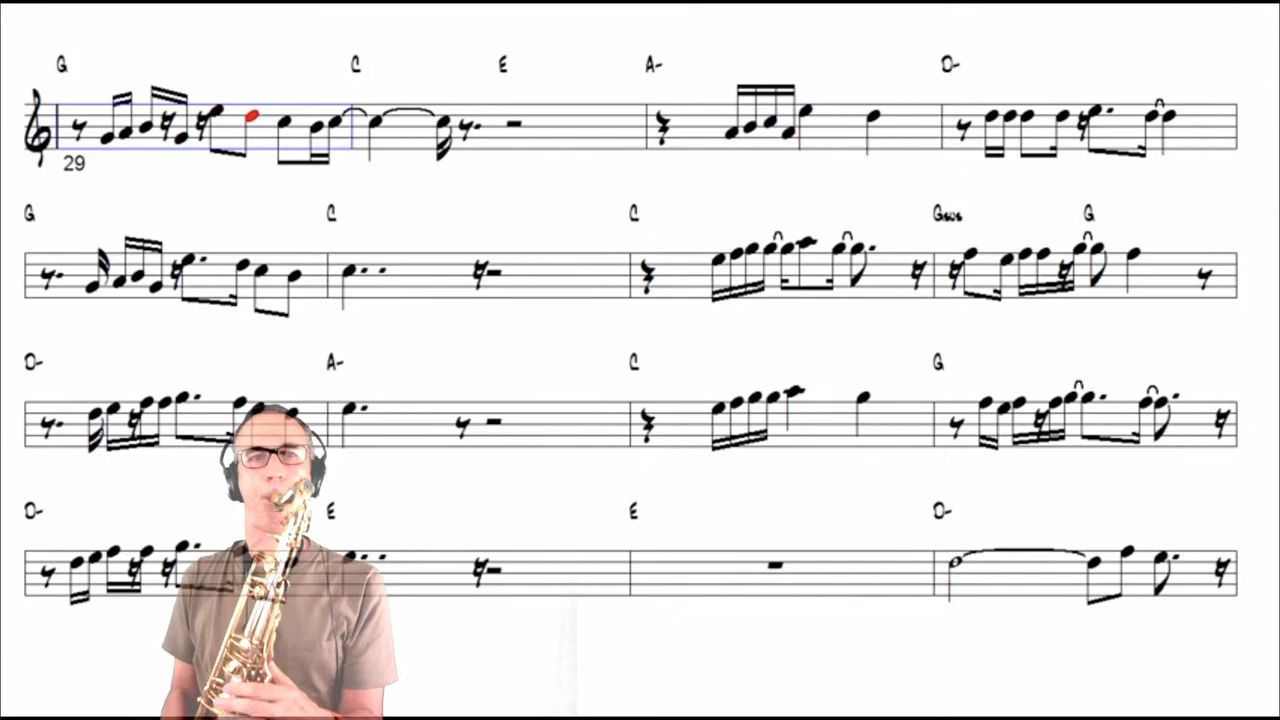 G C E A- D-
29
G C C Gsus G
D- A- C G
D- E E D-